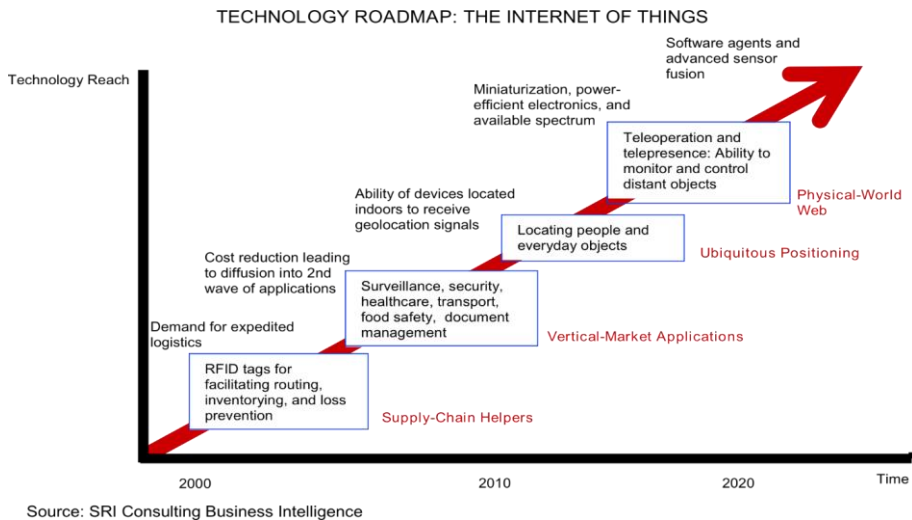 TECHNOLOGY ROADMAP: THE INTERNET OF THINGS
Technology Reach
Software agents and
advanced sensor
fusion
Miniaturization, power-
efficient electronics, and
available spectrum
Teleoperation and
telepresence: Ability to
monitor and control
distant objects
Physical-World
Web
Ability of devices located
indoors to receive
geolocation signals
Locating people and
everyday objects
Ubiquitous Positioning
Cost reduction leading
to diffusion into 2nd
wave of applications
Surveillance, security,
healthcare, transport,
food safety, document
management
Vertical-Market Applications
Demand for expedited
logistics
RFID tags for
facilitating routing,
inventorying, and loss
prevention
Supply-Chain Helpers
2000
2010
2020
Time
Source: SRI Consulting Business Intelligence